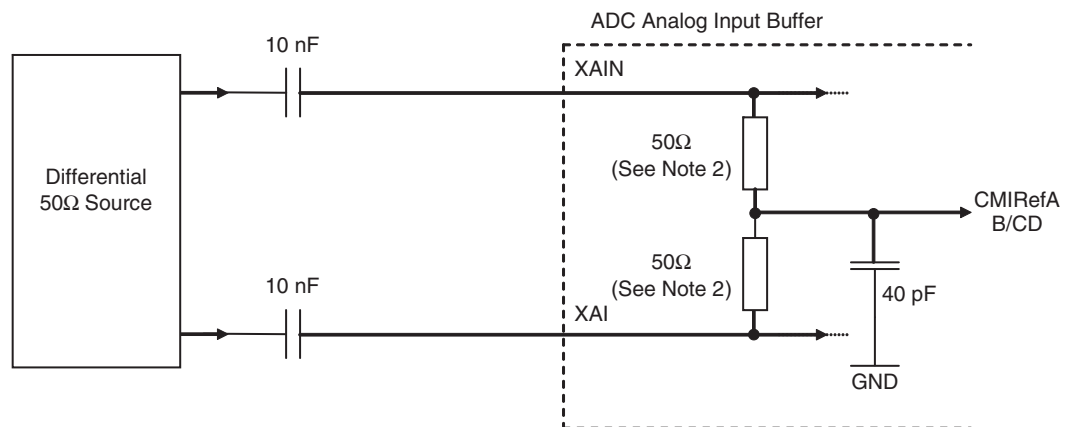 ADC Analog Input Buffer
10 nF
XAIN
50Ω
(See Note 2)
Differential
50Ω Source
CMIRefA
B/CD
10 nF
50Ω
(See Note 2)
40 pF
XAI
GND